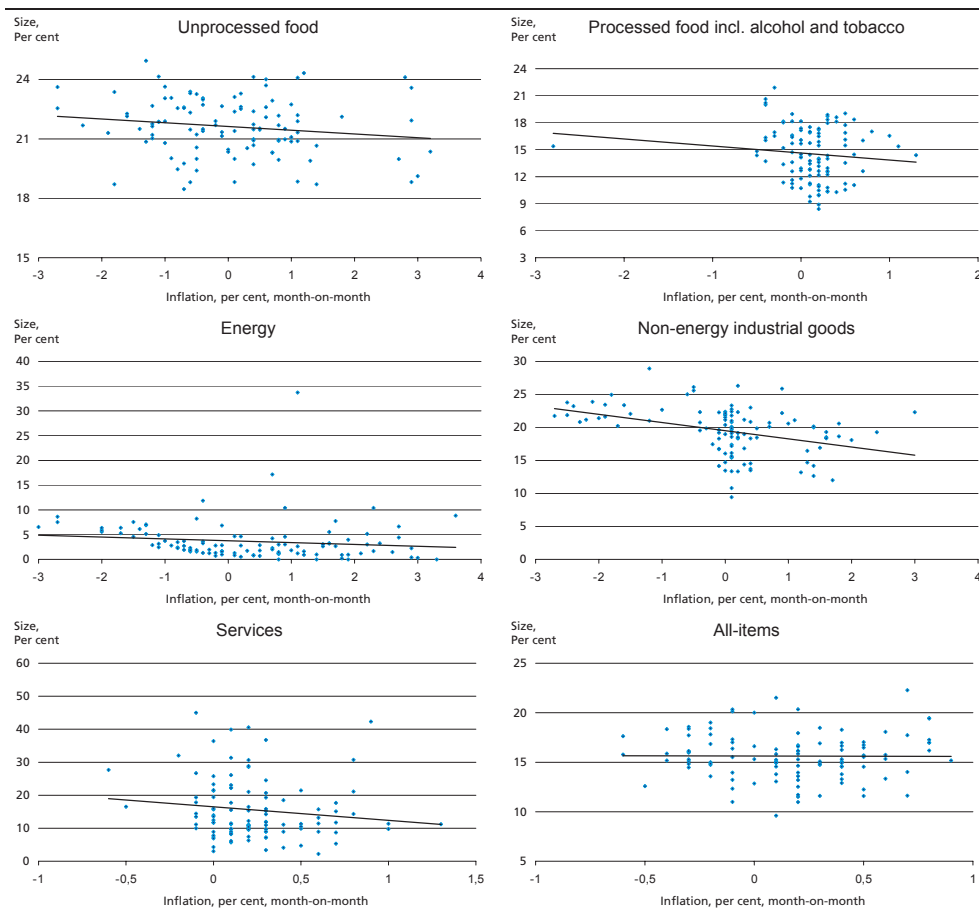 Size,
Per cent
Unprocessed food
24
21
18
15
-3 -2 -1 0 1 2 3 4
Inflation, per cent, month-on-month
Size,
Per cent
Processed food incl. alcohol and tobacco
24
21
18
15
12
9
6
3
-3 -2 -1 0 1 2
Inflation, per cent, month-on-month
Size,
Per cent
Energy
40
35
30
25
20
15
10
5
0
-3 -2 -1 0 1 2 3 4
Inflation, per cent, month-on-month
Size,
Per cent
Non-energy industrial goods
30
25
20
15
10
5
0
-3 -2 -1 0 1 2 3 4
Inflation, per cent, month-on-month
Size,
Per cent
Services
60
50
40
30
20
10
0
-1 -0,5 0 0,5 1 1,5
Inflation, per cent, month-on-month
Size,
Per cent
All-items
25
20
15
10
5
-1 -0,5 0 0,5 1
Inflation, per cent, month-on-month